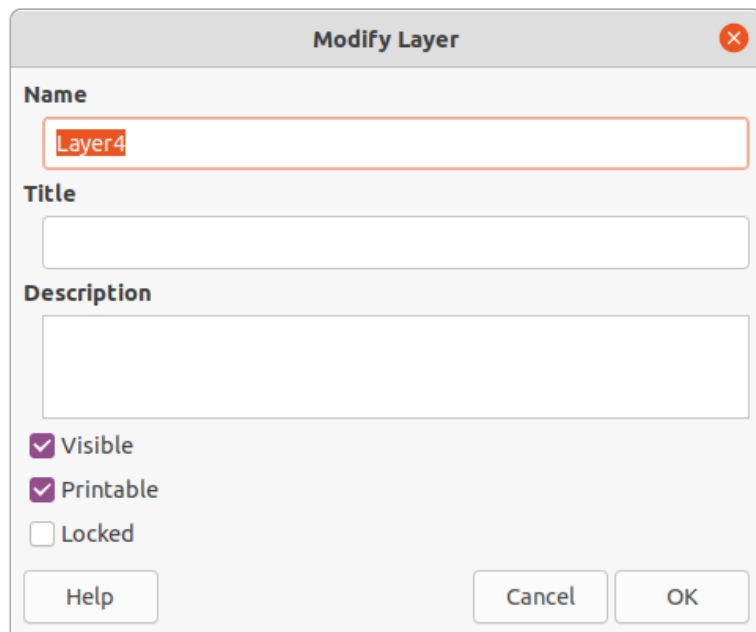 Modify Layer
Name
Layer4
Title
Description
Visible
Printable
Locked
Help Cancel OK